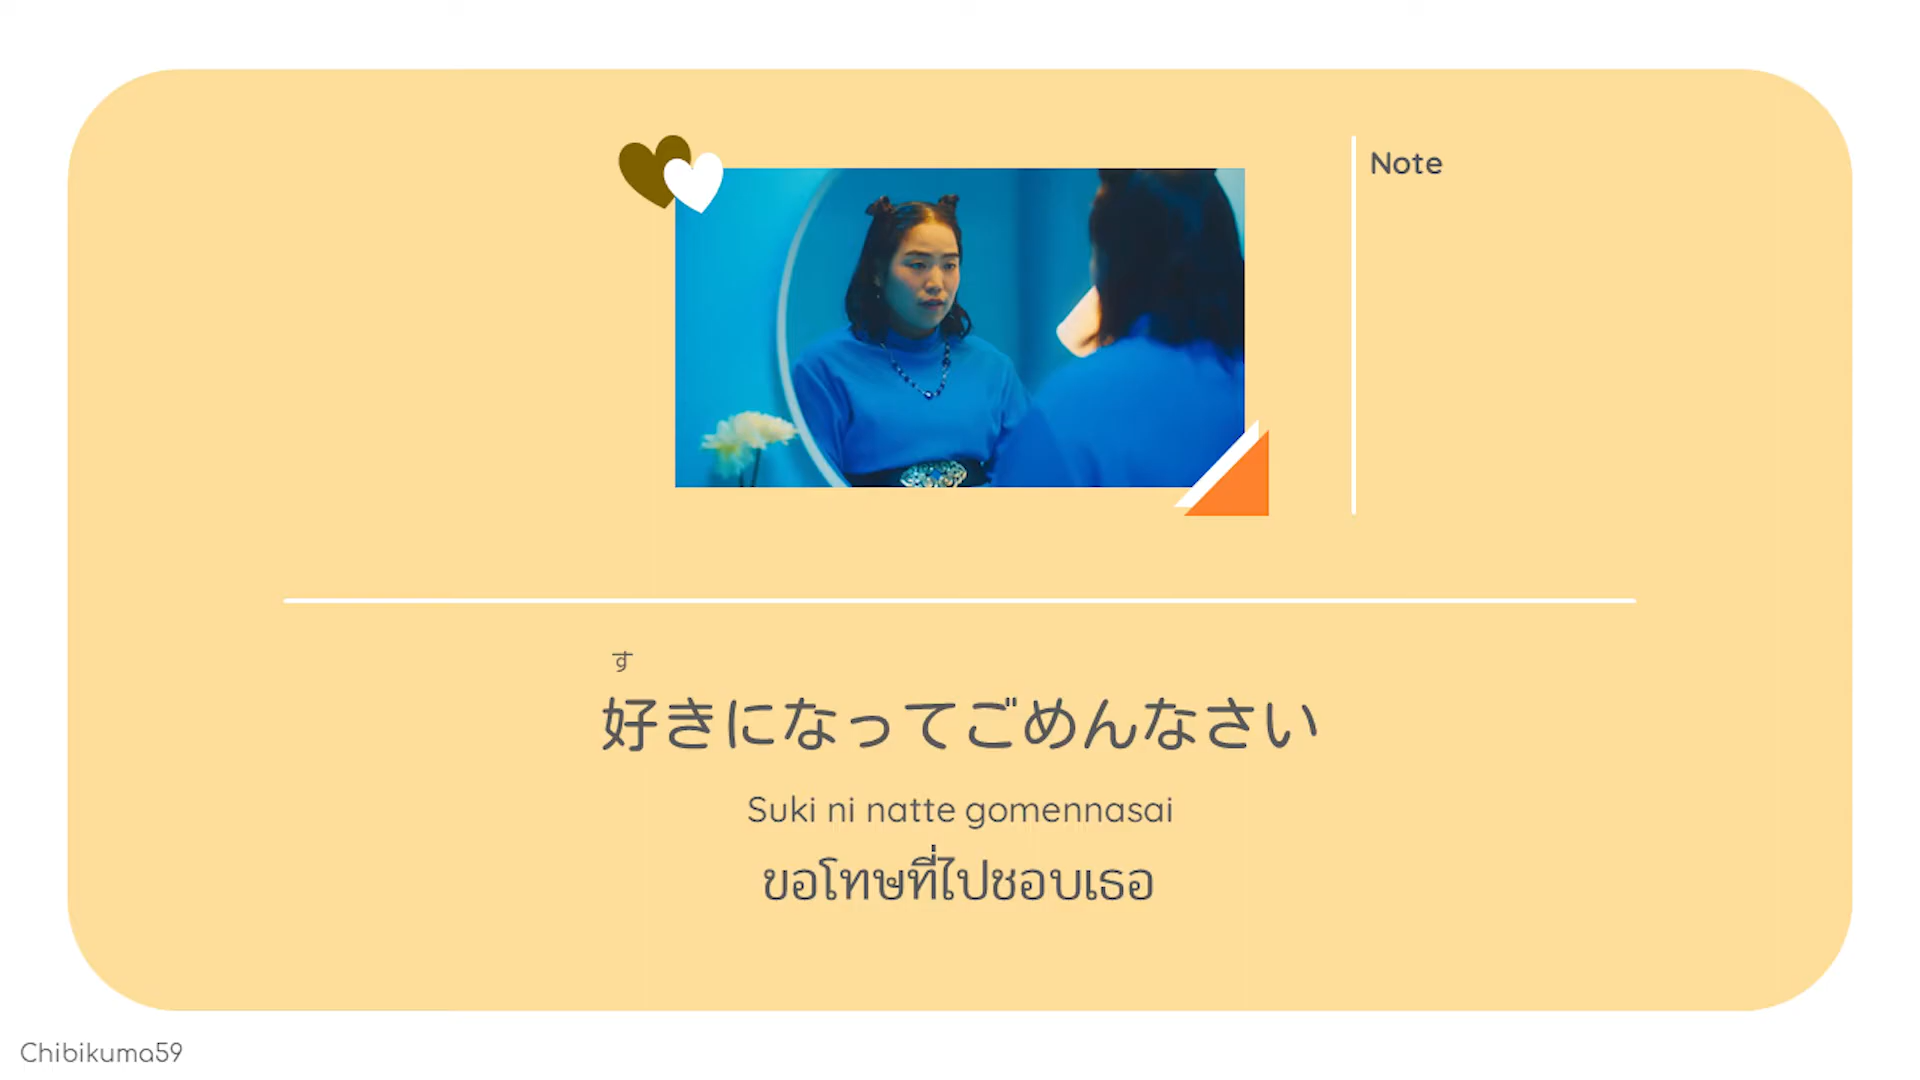 Note
す
好きになってごめんなさい
Suki ni natte gomennasai
ขอโทษที่ไปชอบเธอ
Chibikuma59